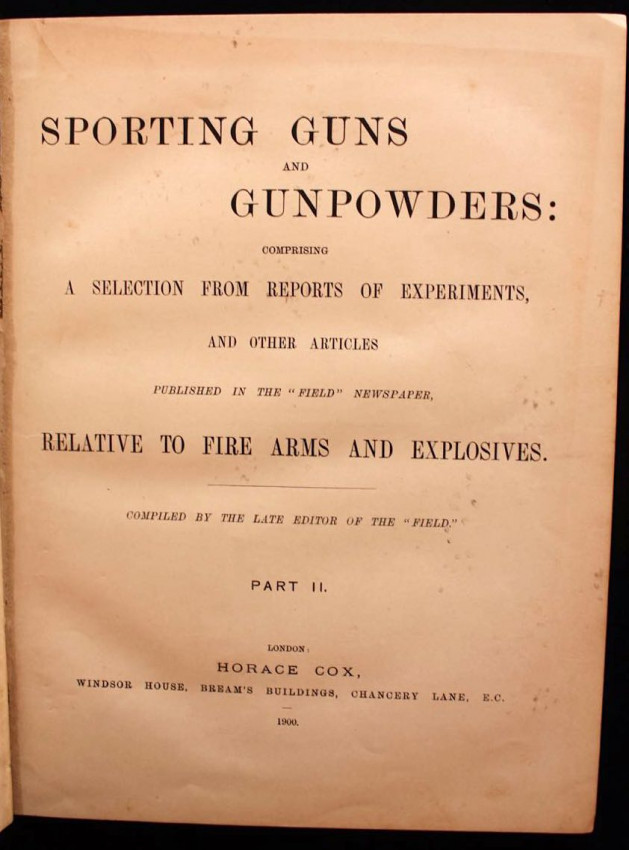 SPORTING GUNS
AND
GUNPOWDERS:
COMPRISING
A SELECTION FROM REPORTS OF EXPERIMENTS,
AND OTHER ARTICLES
PUBLISHED IN THE "FIELD" NEWSPAPER,
RELATIVE TO FIRE ARMS AND EXPLOSIVES.
COMPILED BY THE LATE EDITOR OF THE "FIELD."
PART II.
LONDON:
HORACE COX,
WINDSOR HOUSE, BREAM'S BUILDINGS, CHANCERY LANE, E.C.
1900.